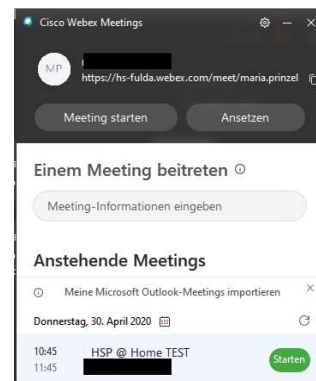 Cisco Webex Meetings
MP
https://hs-fulda.webex.com/meet/maria.prinzel
Meeting starten Ansetzen
Einem Meeting beitreten
Meeting-Informationen eingeben
Anstehende Meetings
Meine Microsoft Outlook-Meetings importieren
Donnerstag, 30. April 2020
10:45 HSP @ Home TEST
11:45
Starten